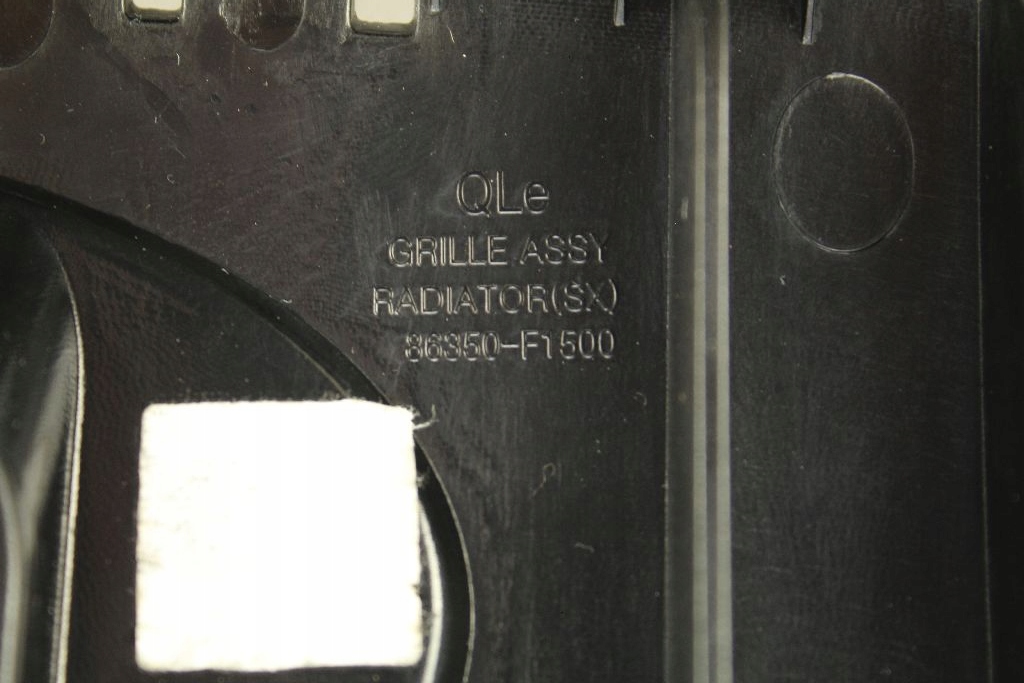 QLe
GRILLE ASSY
RADIATOR(SX)
86350-F1500